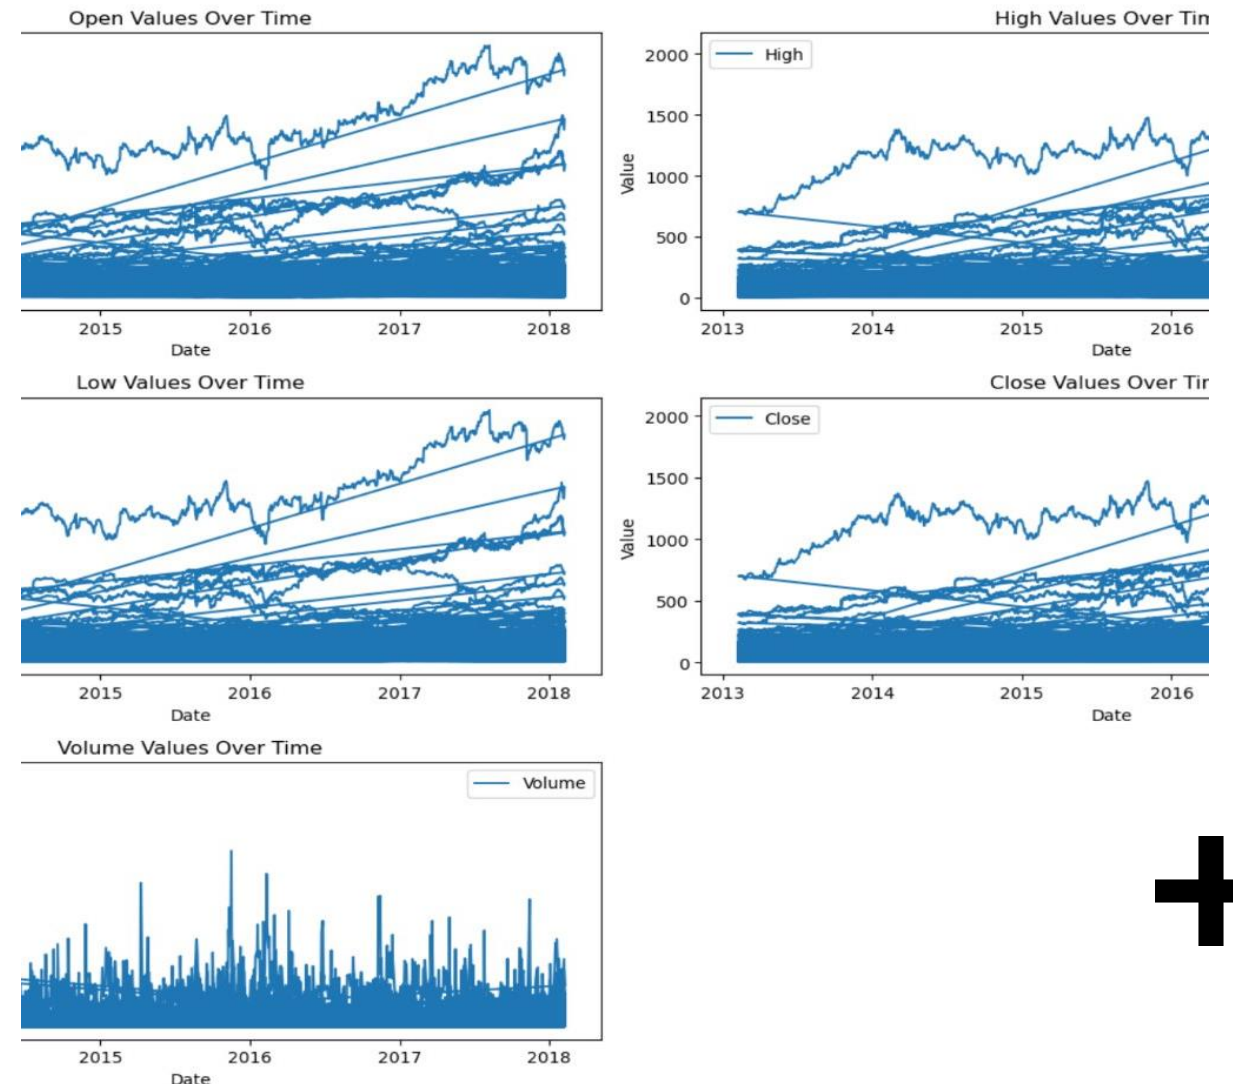 Open Values Over Time
2015 2016 2017 2018
Date
High Values Over Tim
High
Value
2000
1500
1000
500
0
2013 2014 2015 2016
Date
Low Values Over Time
2015 2016 2017 2018
Date
Close Values Over Tir
Close
Value
2000
1500
1000
500
0
2013 2014 2015 2016
Date
Volume Values Over Time
Volume
2015 2016 2017 2018
Date